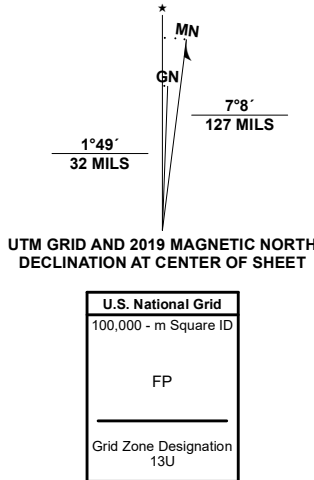 ★
MN
GN
7°8´
127 MILS
1°49´
32 MILS
UTM GRID AND 2019 MAGNETIC NORTH
DECLINATION AT CENTER OF SHEET
U.S. National Grid
100,000 - m Square ID
FP
Grid Zone Designation
13U